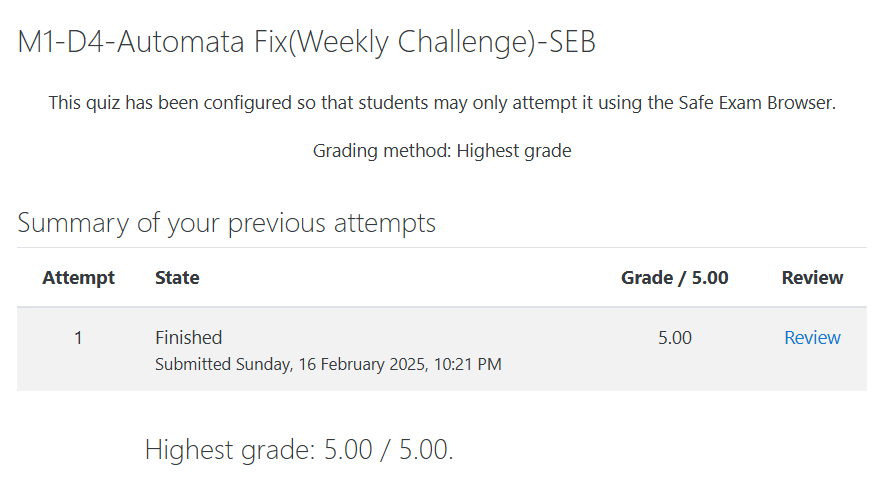 M1-D4-Automata Fix(Weekly Challenge)-SEB
This quiz has been configured so that students may only attempt it using the Safe Exam Browser.
Grading method: Highest grade
Summary of your previous attempts
Attempt State Grade / 5.00 Review
1 Finished 5.00 Review
Submitted Sunday, 16 February 2025, 10:21 PM
Highest grade: 5.00 / 5.00.